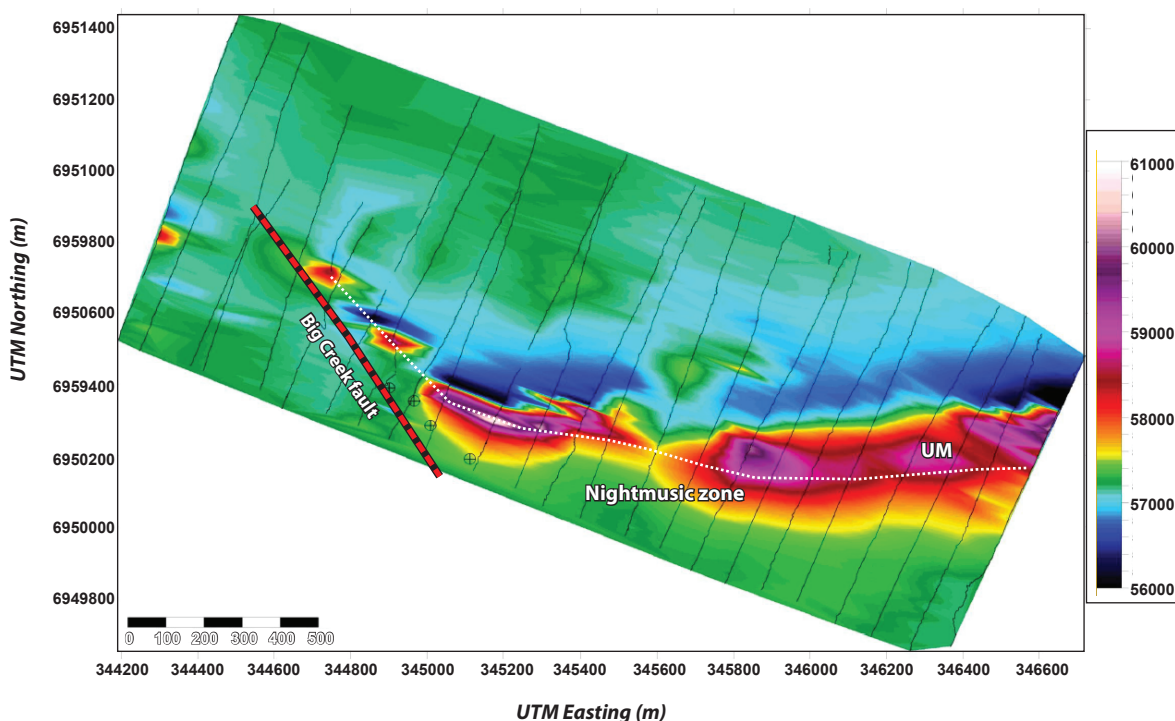 6951400
6951200
6951000
6959800
6950600
6959400
6950200
6950000
6949800
UTM Northing (m)
Big Creek fault
Nightmusic zone
UM
0 100 200 300 400 500
344200 344600 344800 345000 345200 345400 345600 345800 346000 346200 346400 346600
UTM Easting (m)
61000
60000
59000
58000
57000
56000